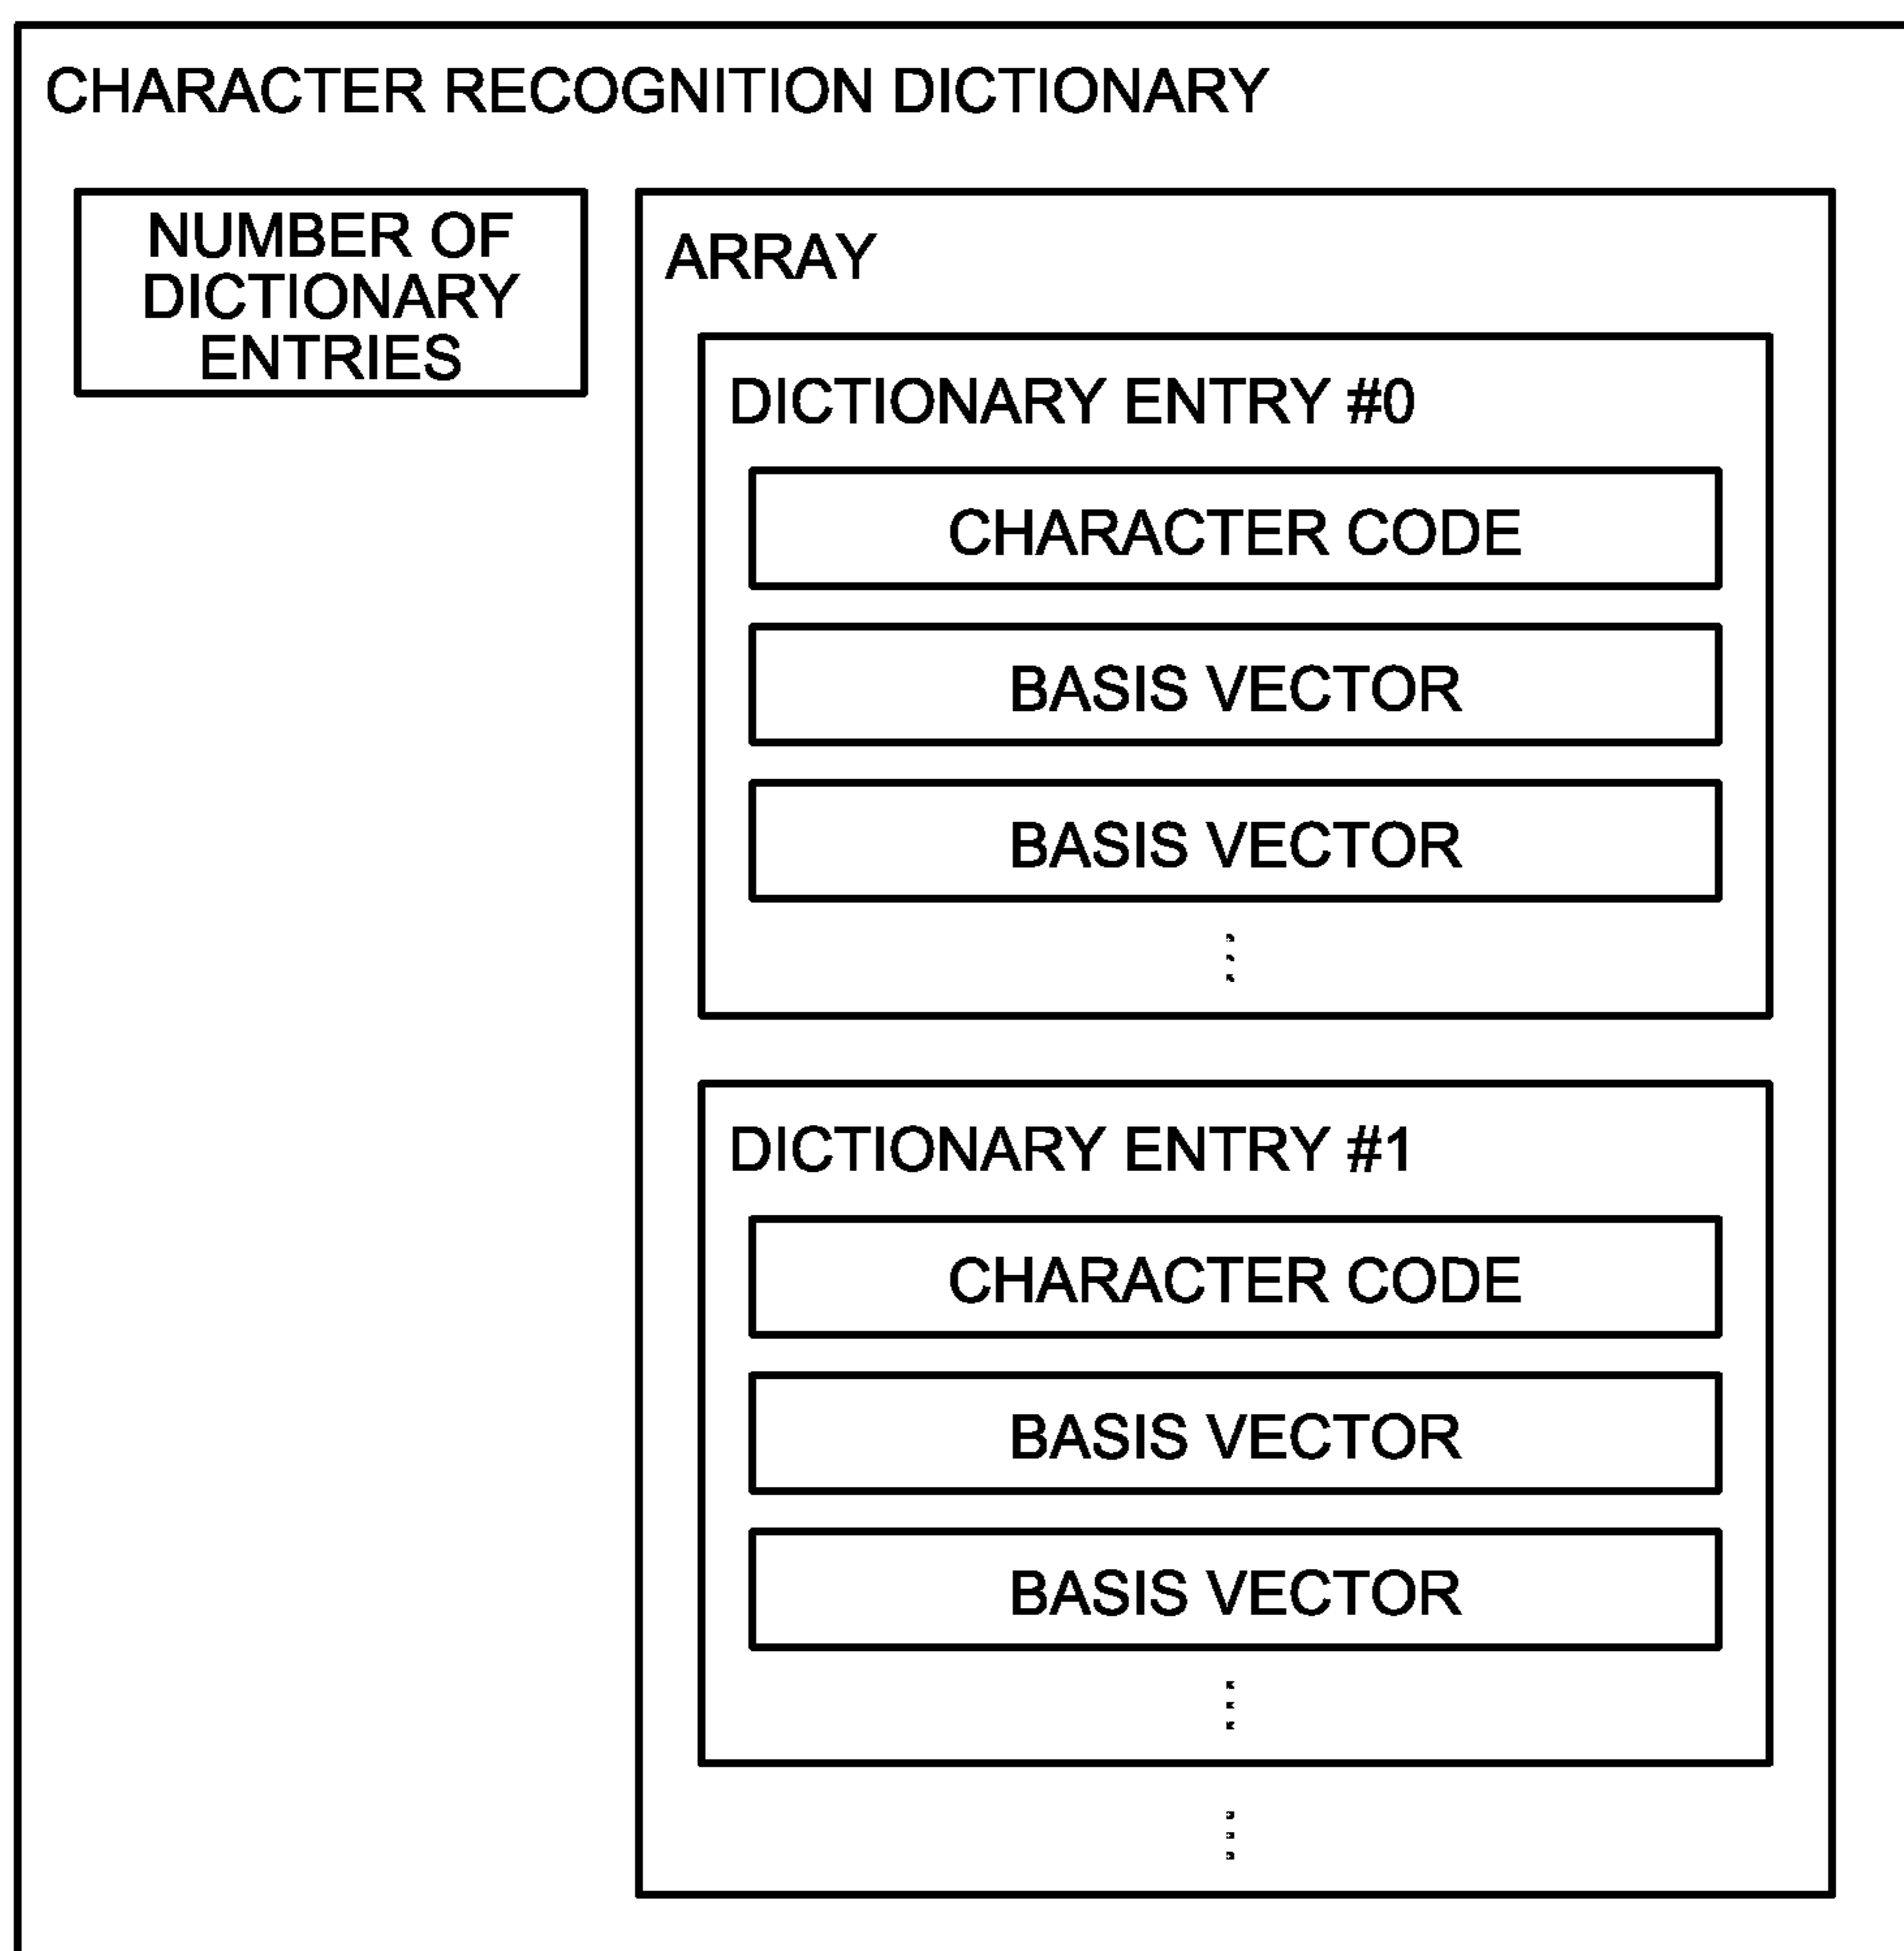 CHARACTER RECOGNITION DICTIONARY
NUMBER OF
DICTIONARY
ENTRIES
ARRAY
DICTIONARY ENTRY #0
CHARACTER CODE
BASIS VECTOR
BASIS VECTOR
DICTIONARY ENTRY #1
CHARACTER CODE
BASIS VECTOR
BASIS VECTOR